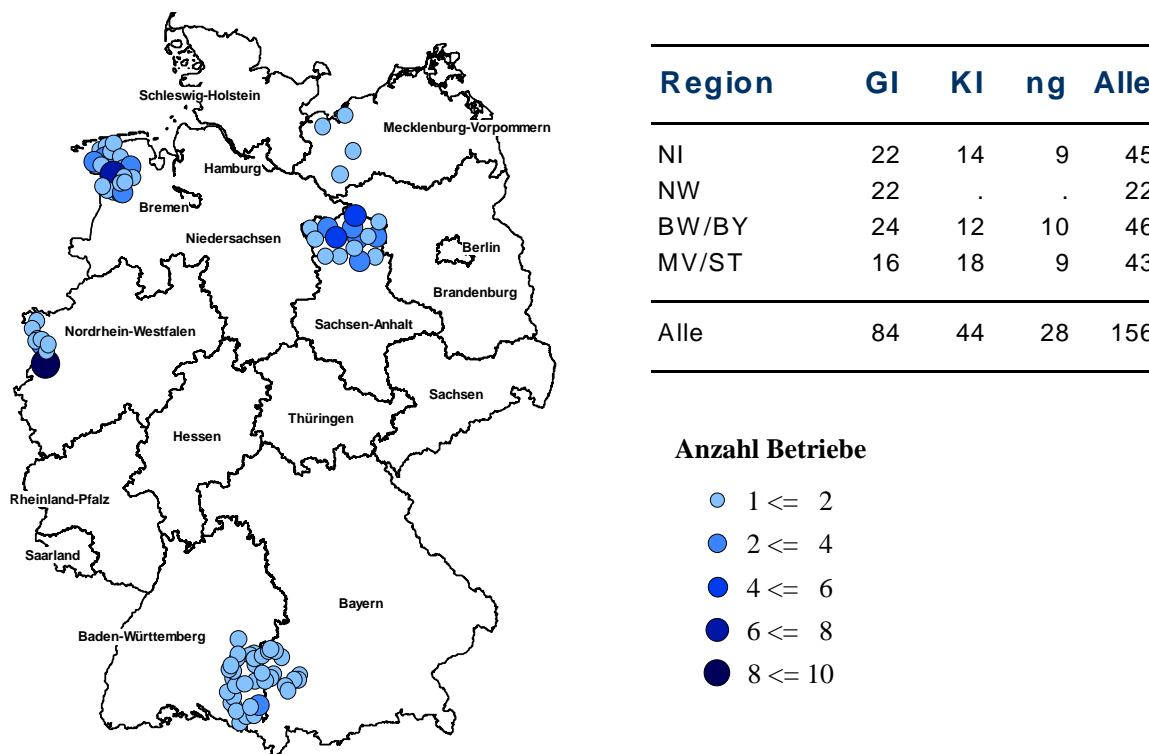 Schleswig-Holstein
Mecklenburg-Vorpommern
Hamburg
Bremen
Niedersachsen
Berlin
Brandenburg
Nordrhein-Westfalen
Sachsen-Anhalt
Sachsen
Thüringen
Hessen
Rheinland-Pfalz
Saarland
Bayern
Baden-Württemberg
Region GI KI ng Alle
NI 22 14 9 45
NW 22 . . 22
BW/BY 24 12 10 46
MV/ST 16 18 9 43
Alle 84 44 28 156
Anzahl Betriebe
1 <= 2
2 <= 4
4 <= 6
6 <= 8
8 <= 10